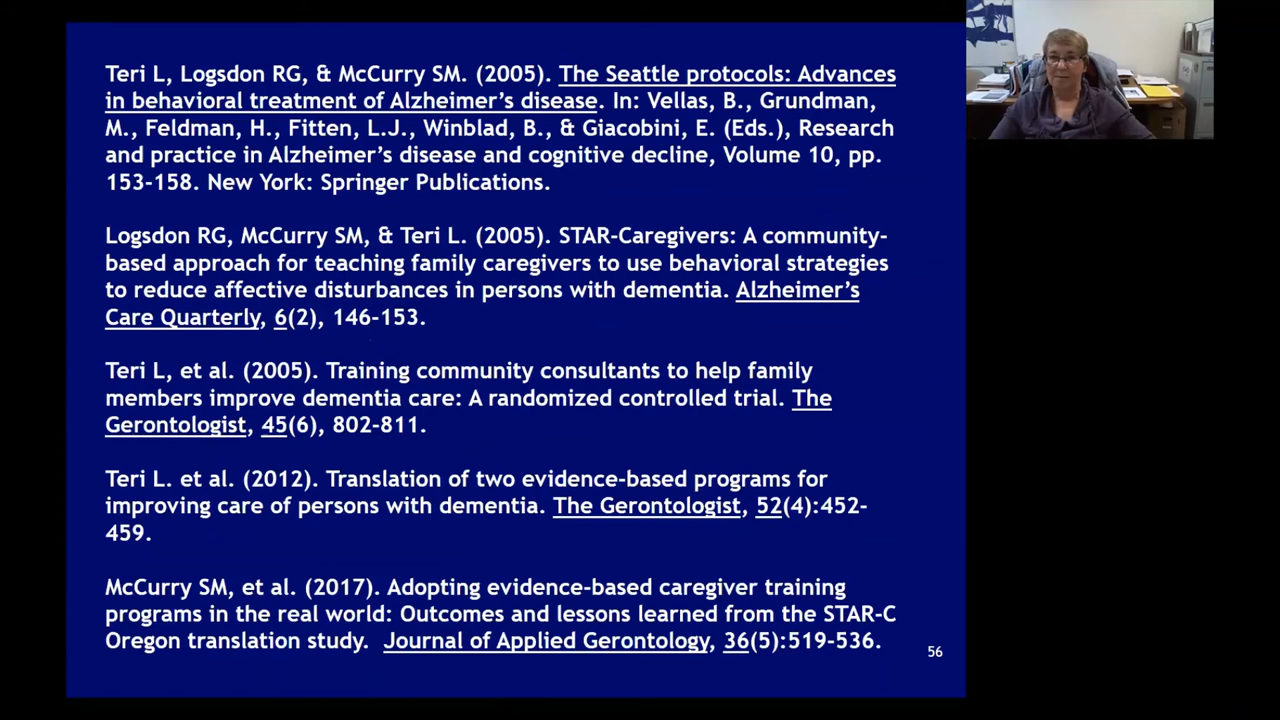 Teri L, Logsdon RG, & McCurry SM. (2005). The Seattle protocols: Advances
in behavioral treatment of Alzheimer’s disease. In: Vellas, B., Grundman,
M., Feldman, H., Fitten, L.J., Winblad, B., & Giacobini, E. (Eds.), Research
and practice in Alzheimer’s disease and cognitive decline, Volume 10, pp.
153-158. New York: Springer Publications.
Logsdon RG, McCurry SM, & Teri L. (2005). STAR-Caregivers: A community-
based approach for teaching family caregivers to use behavioral strategies
to reduce affective disturbances in persons with dementia. Alzheimer’s
Care Quarterly, 6(2), 146-153.
Teri L, et al. (2005). Training community consultants to help family
members improve dementia care: A randomized controlled trial. The
Gerontologist, 45(6), 802-811.
Teri L. et al. (2012). Translation of two evidence-based programs for
improving care of persons with dementia. The Gerontologist, 52(4):452-
459.
McCurry SM, et al. (2017). Adopting evidence-based caregiver training
programs in the real world: Outcomes and lessons learned from the STAR-C
Oregon translation study. Journal of Applied Gerontology, 36(5):519-536.
56